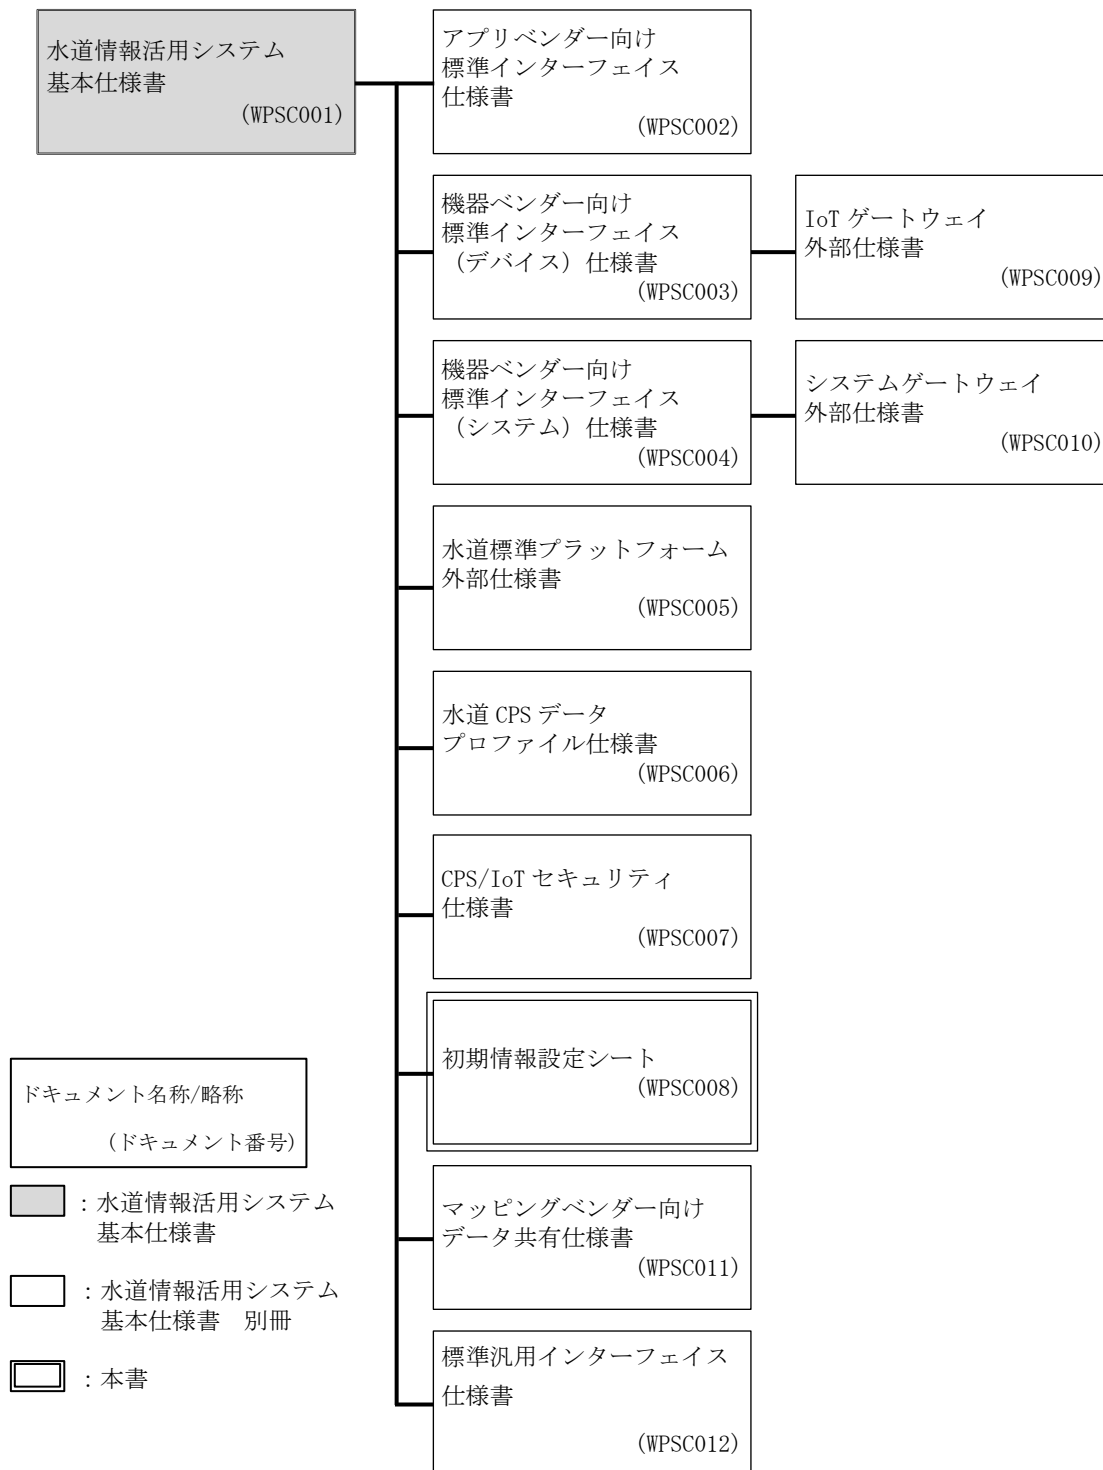 水道情報活用システム
基本仕様書
(WPSC001)
アプリベンダー向け
標準インターフェイス
仕様書
(WPSC002)
機器ベンダー向け
標準インターフェイス
（デバイス）仕様書
(WPSC003)
IoT ゲートウェイ
外部仕様書
(WPSC009)
機器ベンダー向け
標準インターフェイス
（システム）仕様書
(WPSC004)
システムゲートウェイ
外部仕様書
(WPSC010)
水道標準プラットフォーム
外部仕様書
(WPSC005)
水道 CPS データ
プロファイル仕様書
(WPSC006)
CPS/IoT セキュリティ
仕様書
(WPSC007)
初期情報設定シート
(WPSC008)
マッピングベンダー向け
データ共有仕様書
(WPSC011)
標準汎用インターフェイス
仕様書
(WPSC012)
ドキュメント名称/略称
(ドキュメント番号)
：水道情報活用システム
基本仕様書
：水道情報活用システム
基本仕様書　別冊
：本書